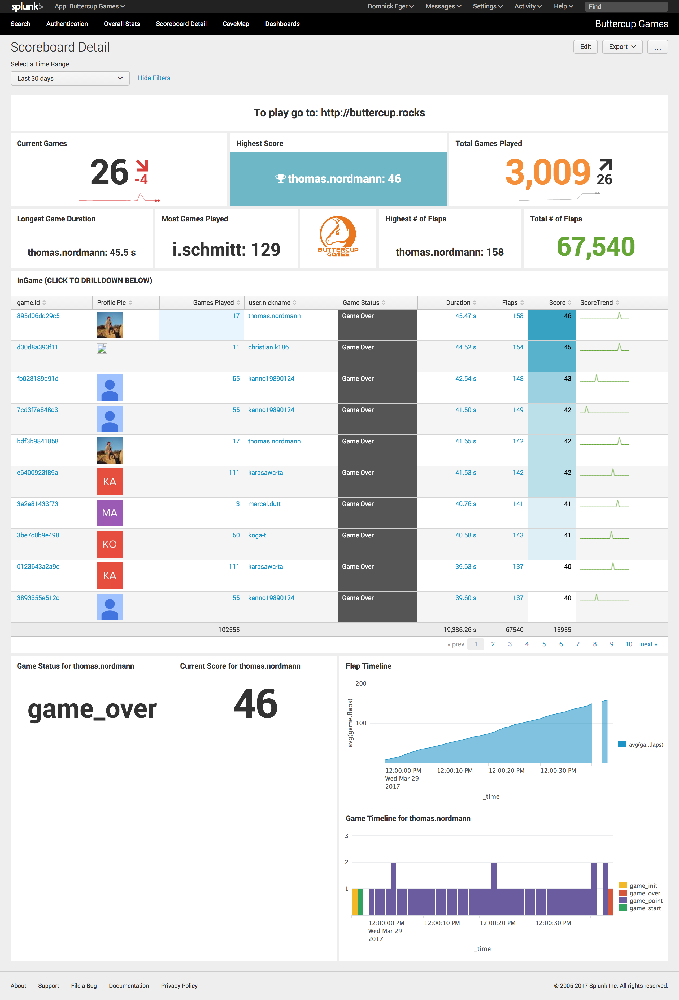 splunk> App: Buttercup Games Domnick Eger Messages Settings Activity Help Find
Search Authentication Overall Stats Scoreboard Detail CaveMap Dashboards Buttercup Games
Scoreboard Detail Edit Export ...
Select a Time Range
Last 30 days Hide Filters
To play go to: http://buttercup.rocks
Current Games Highest Score Total Games Played
26 -4 thomas.nordmann: 46 3,009 26
Longest Game Duration Most Games Played Highest # of Flaps Total # of Flaps
thomas.nordmann: 45.5 s i.schmitt: 129 BUTTERCUP GAMES thomas.nordmann: 158 67,540
InGame (CLICK TO DRILLDOWN BELOW)
game.id Profile Pic Games Played user.nickname Game Status Duration Flaps Score ScoreTrend
895d06dd29c5 17 thomas.nordmann Game Over 45.47 s 158 46
d30d8a393f11 11 christian.k186 Game Over 44.52 s 154 45
fb028189d91d 55 kanno19890124 Game Over 42.54 s 148 43
7cd3f7a848c3 55 kanno19890124 Game Over 41.50 s 149 42
bdf3b9841858 17 thomas.nordmann Game Over 41.65 s 142 42
e6400923f89a KA 111 karasawa-ta Game Over 41.53 s 142 42
3a2a81433f73 MA 3 marcel.dutt Game Over 40.76 s 141 41
3be7c0b9e498 KO 50 koga-t Game Over 40.58 s 143 41
0123643a2a9c KA 111 karasawa-ta Game Over 39.63 s 137 40
3893355e512c 55 kanno19890124 Game Over 39.60 s 137 40
102555 19,386.26 s 67540 15955
« prev 1 2 3 4 5 6 7 8 9 10 next »
Game Status for thomas.nordmann Current Score for thomas.nordmann
game_over 46
Flap Timeline
200
100
avg(game.flaps)
avg(ga...laps)
12:00:00 PM 12:00:10 PM 12:00:20 PM 12:00:30 PM
Wed Mar 29
2017
_time
Game Timeline for thomas.nordmann
3
2
1
game_init
game_over
game_point
game_start
12:00:00 PM 12:00:10 PM 12:00:20 PM 12:00:30 PM
Wed Mar 29
2017
_time
About Support File a Bug Documentation Privacy Policy © 2005-2017 Splunk Inc. All rights reserved.